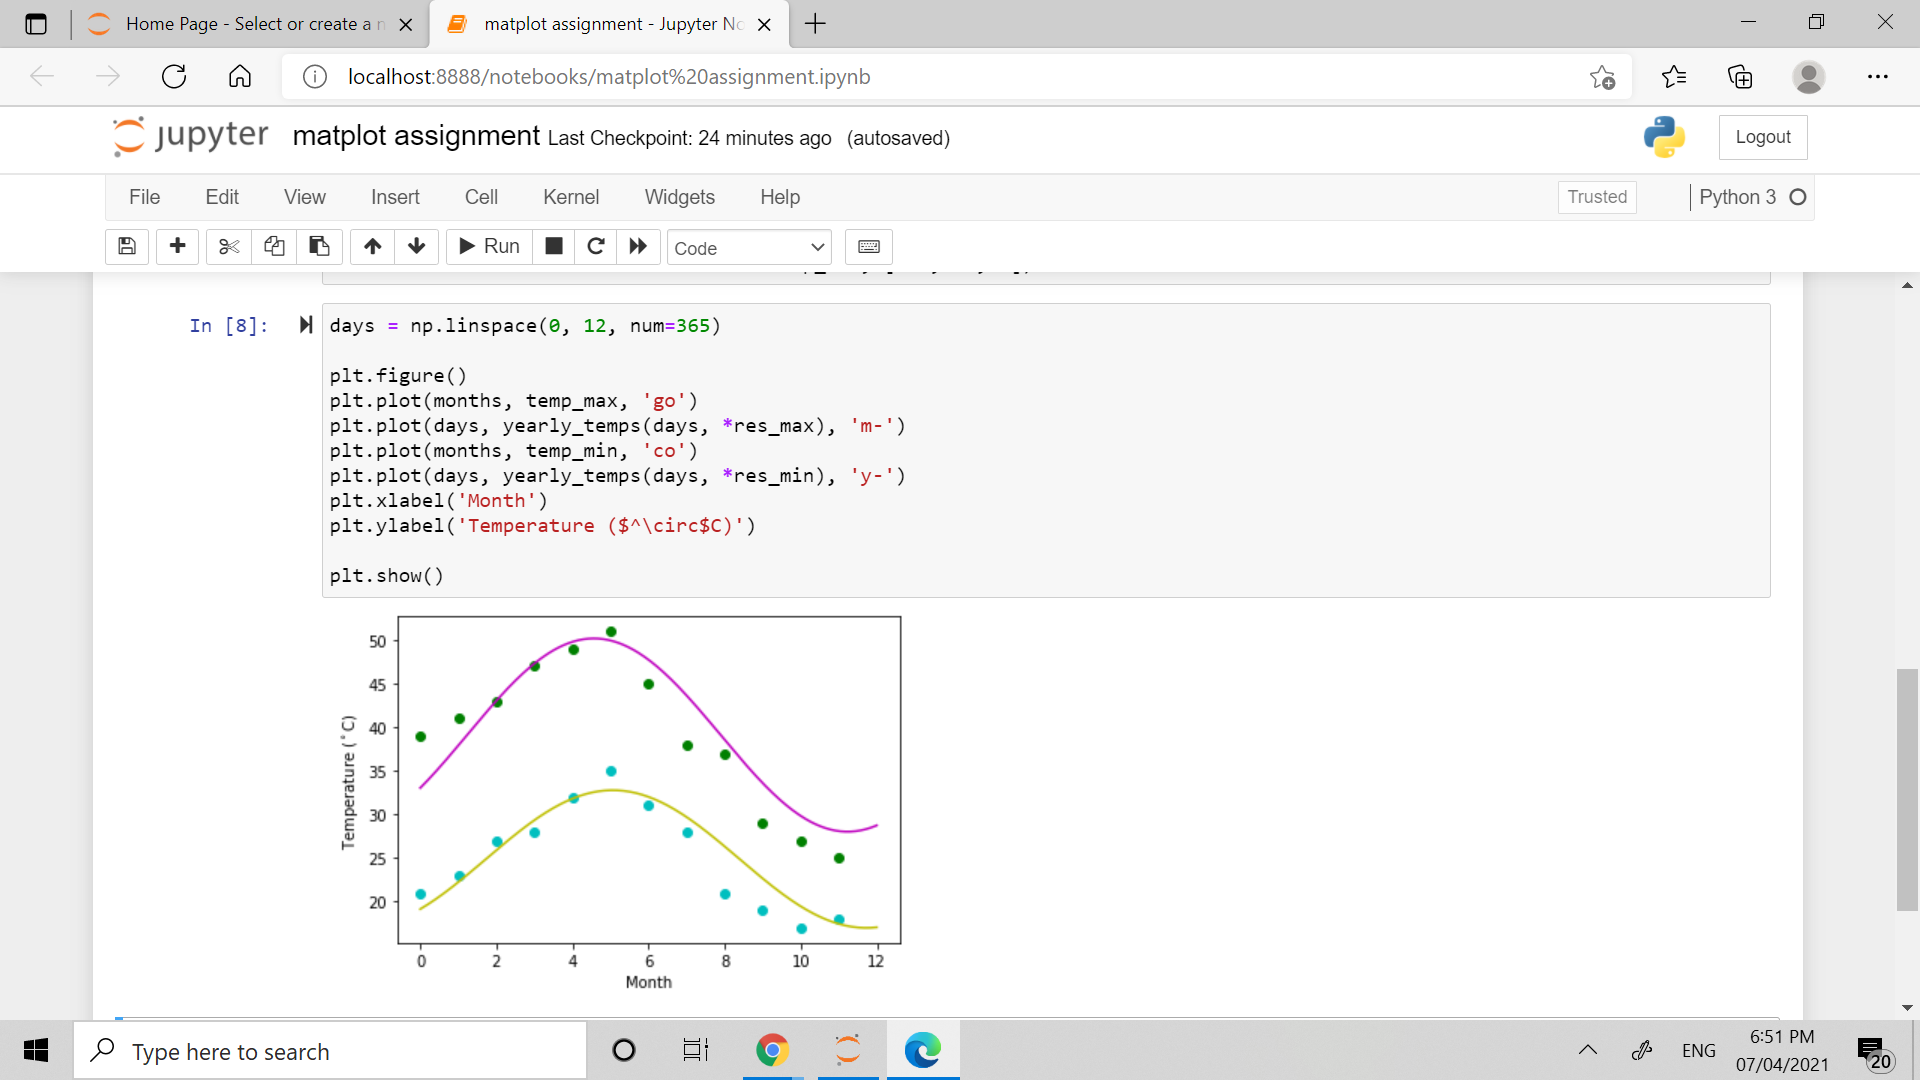 Home Page - Select or create a n
matplot assignment - Jupyter No
localhost:8888/notebooks/matplot%20assignment.ipynb
jupyter matplot assignment Last Checkpoint: 24 minutes ago (autosaved)
Logout
File Edit View Insert Cell Kernel Widgets Help
Trusted
Python 3
Run
Code
In [8]:
days = np.linspace(0, 12, num=365)
plt.figure()
plt.plot(months, temp_max, 'go')
plt.plot(days, yearly_temps(days, *res_max), 'm-')
plt.plot(months, temp_min, 'co')
plt.plot(days, yearly_temps(days, *res_min), 'y-')
plt.xlabel('Month')
plt.ylabel('Temperature ($^\circ$C)')
plt.show()
50
45
40
35
30
25
20
Temperature (°C)
0 2 4 6 8 10 12
Month
Type here to search
ENG
6:51 PM
07/04/2021
20